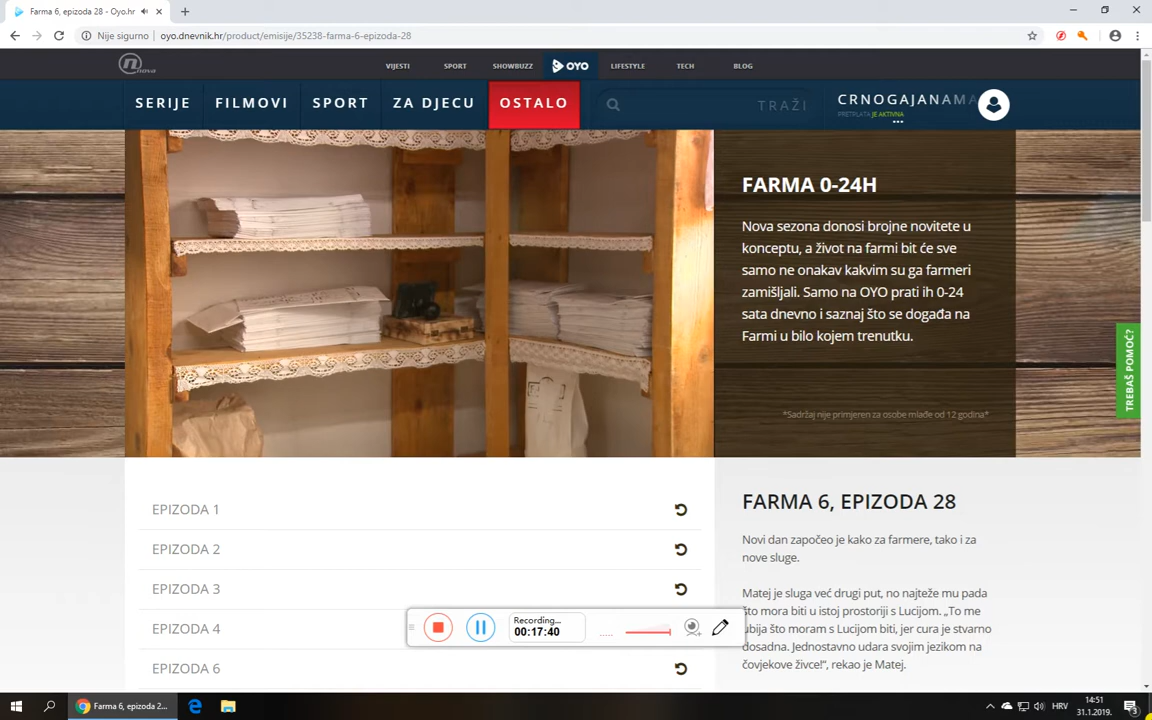 Farma 6, epizoda 28 - Oyo.hr
Nije sigurno
oyo.dnevnik.hr/product/emisije/35238-farma-6-epizoda-28
nova
VIJESTI SPORT SHOWBUZZ OYO LIFESTYLE TECH BLOG
SERIJE FILMOVI SPORT ZA DJECU OSTALO TRAŽI
CRNOGAJANAMA
PRETPLATA JE AKTIVNA
FARMA 0-24H
Nova sezona donosi brojne novitete u
konceptu, a život na farmi bit će sve
samo ne onakav kakvim su ga farmeri
zamišljali. Samo na OYO prati ih 0-24
sata dnevno i saznaj što se događa na
Farmi u bilo kojem trenutku.
*Sadržaj nije primjeren za osobe mlađe od 12 godina*
TREBAŠ POMOĆ?
EPIZODA 1
EPIZODA 2
EPIZODA 3
EPIZODA 4
EPIZODA 6
FARMA 6, EPIZODA 28
Novi dan započeo je kako za farmere, tako i za
nove sluge.
Matej je sluga već drugi put, no najteže mu pada
što mora biti u istoj prostoriji s Lucijom. „To me
ubija što moram s Lucijom biti, jer cura je stvarno
dosadna. Jednostavno udara svojim jezikom na
čovjekove živce!“, rekao je Matej.
Recording...
00:17:40
Farma 6, epizoda 2...
HRV
14:51
31.1.2019.
3